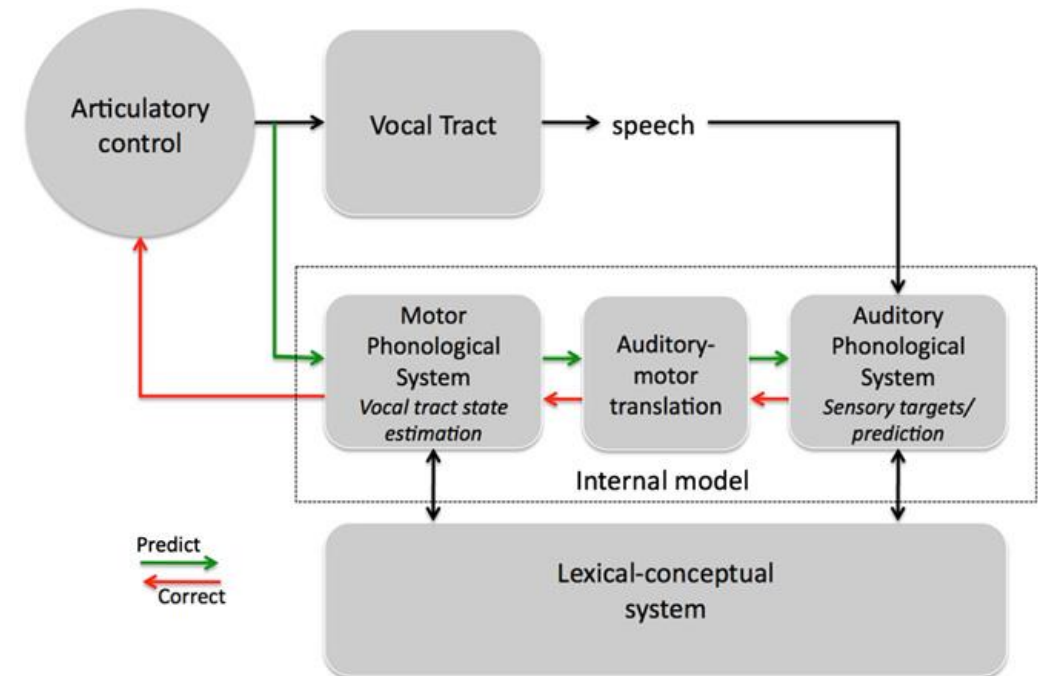 Articulatory
control
Vocal Tract
speech
Motor
Phonological
System
Vocal tract state
estimation
Auditory-
motor
translation
Auditory
Phonological
System
Sensory targets/
prediction
Internal model
Predict
Correct
Lexical-conceptual
system